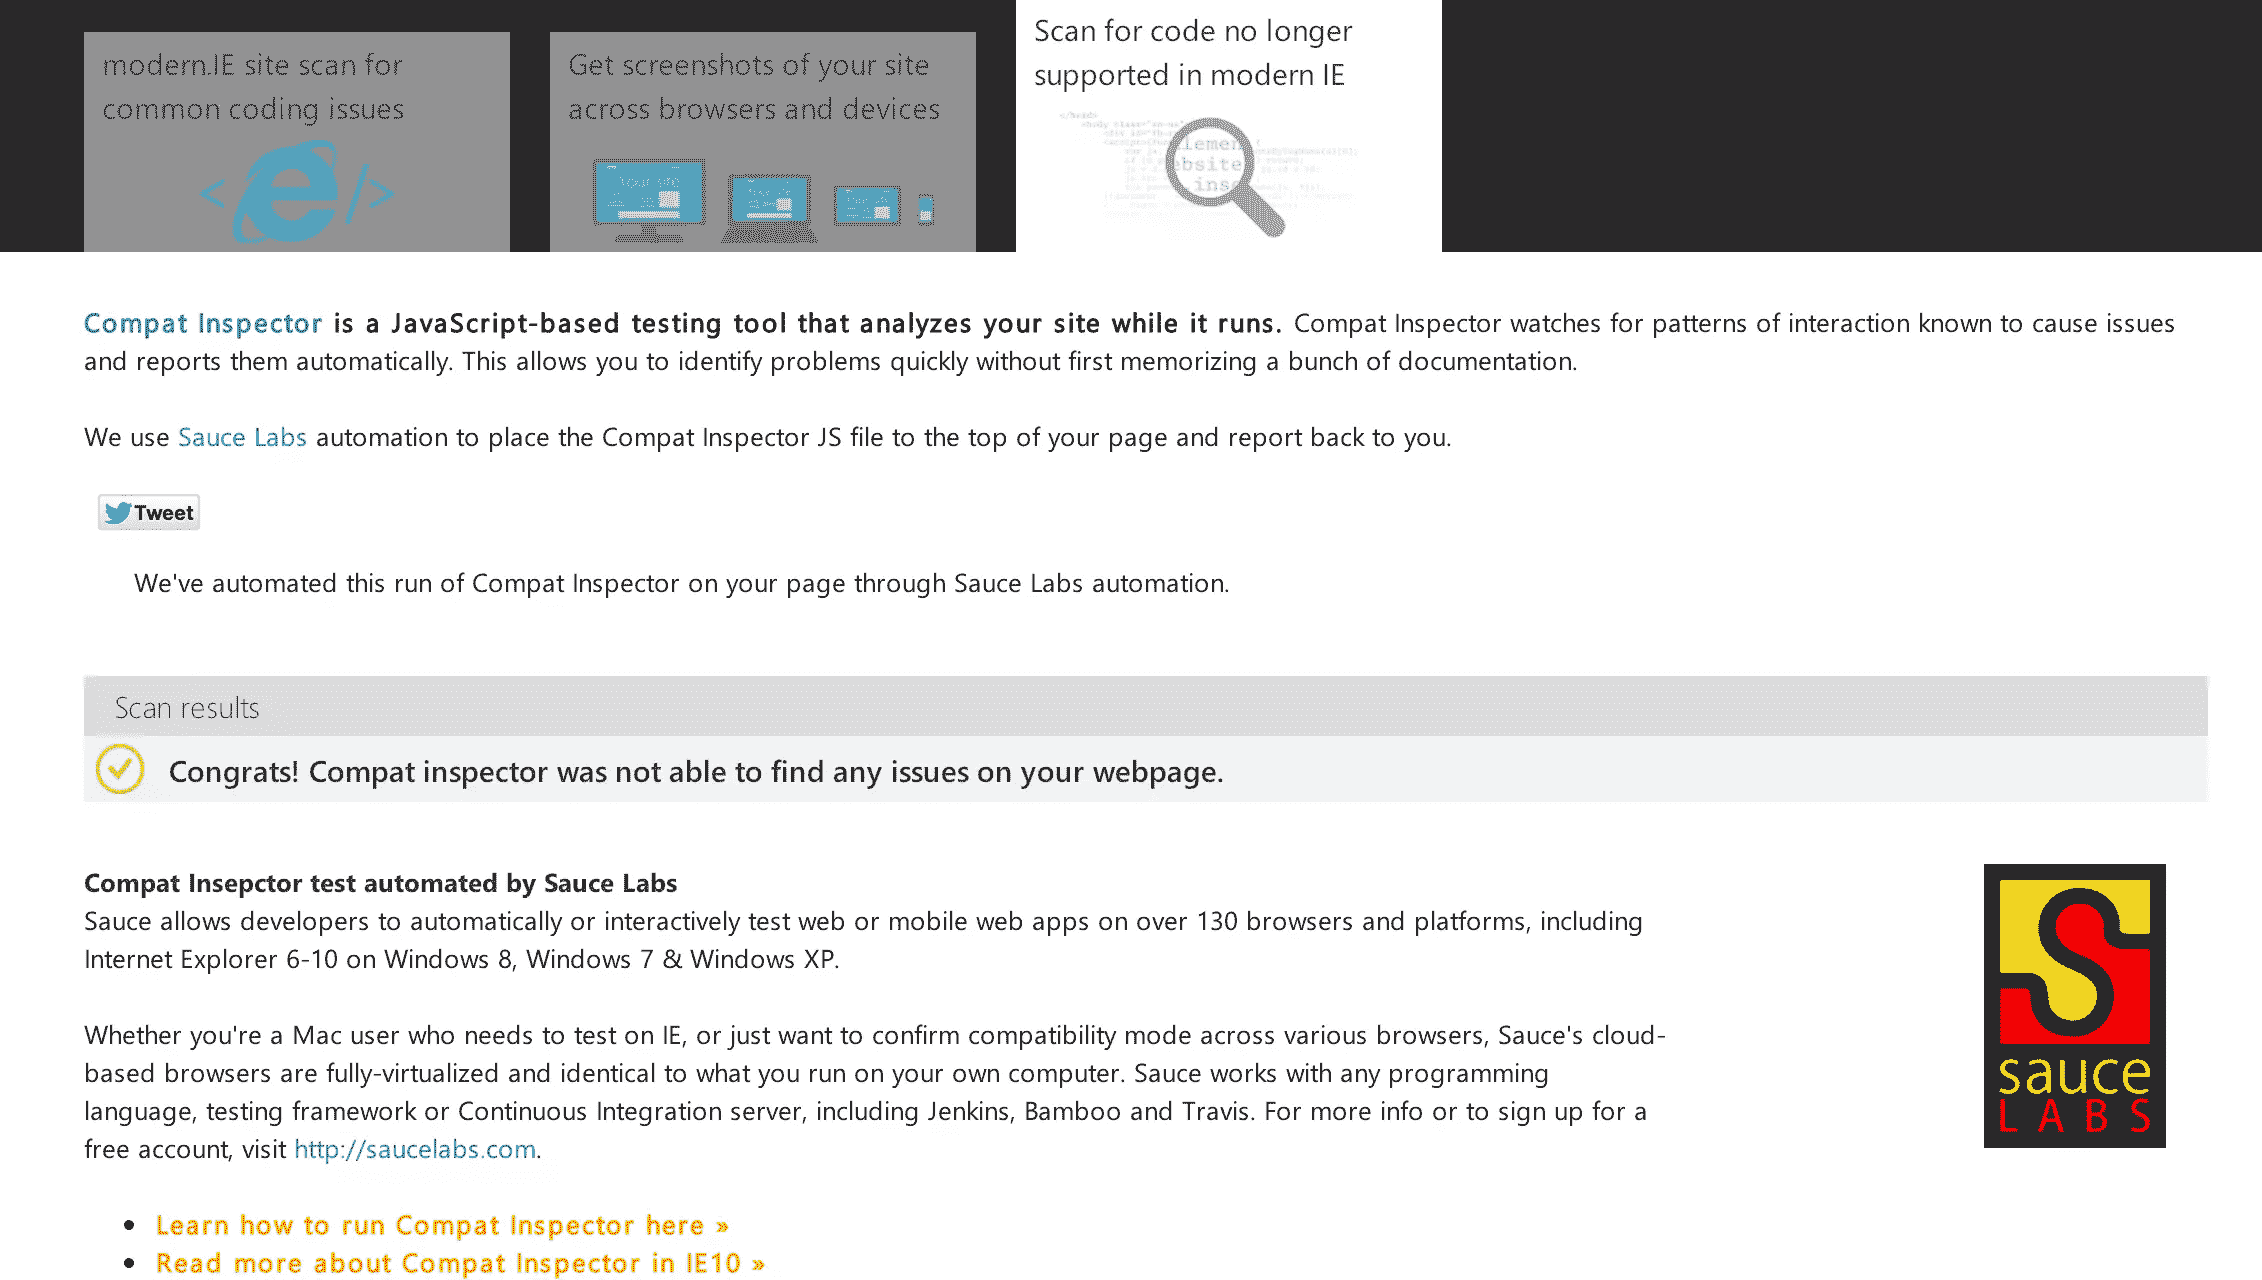 modern.IE site scan for
common coding issues
Get screenshots of your site
across browsers and devices
Scan for code no longer
supported in modern IE
lemen
ebsite
ins
Compat Inspector is a JavaScript-based testing tool that analyzes your site while it runs. Compat Inspector watches for patterns of interaction known to cause issues
and reports them automatically. This allows you to identify problems quickly without first memorizing a bunch of documentation.
We use Sauce Labs automation to place the Compat Inspector JS file to the top of your page and report back to you.
Tweet
We've automated this run of Compat Inspector on your page through Sauce Labs automation.
Scan results
Congrats! Compat inspector was not able to find any issues on your webpage.
Compat Insepctor test automated by Sauce Labs
Sauce allows developers to automatically or interactively test web or mobile web apps on over 130 browsers and platforms, including
Internet Explorer 6-10 on Windows 8, Windows 7 & Windows XP.
Whether you're a Mac user who needs to test on IE, or just want to confirm compatibility mode across various browsers, Sauce's cloud-
based browsers are fully-virtualized and identical to what you run on your own computer. Sauce works with any programming
language, testing framework or Continuous Integration server, including Jenkins, Bamboo and Travis. For more info or to sign up for a
free account, visit http://saucelabs.com.
sauce
LABS
Learn how to run Compat Inspector here »
Read more about Compat Inspector in IE10 »